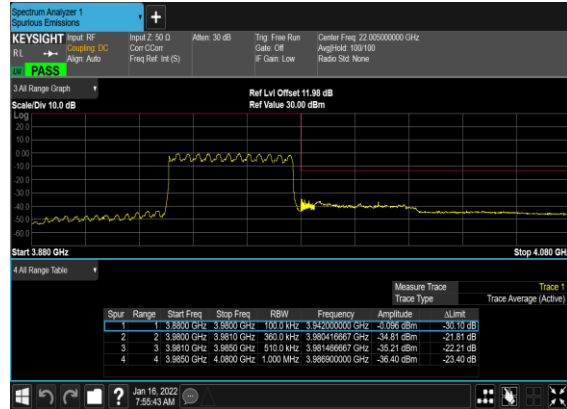 Spectrum Analyzer 1
Spurious Emissions
+
KEYSIGHT Input: RF Input Z: 50 Ω Atten: 30 dB Trig: Free Run Center Freq: 22.005000000 GHz
RL Coupling: DC Corr CCorr Gate: Off Avg|Hold: 100/100
Align: Auto Freq Ref: Int (S) IF Gain: Low Radio Std: None
PASS
3 All Range Graph
Ref Lvl Offset 11.98 dB
Scale/Div 10.0 dB Ref Value 30.00 dBm
Log
20.0
10.0
0.00
-10.0
-20.0
-30.0
-40.0
-50.0
-60.0
Start 3.880 GHz Stop 4.080 GH
4 All Range Table
Measure Trace Trace 1
Trace Type Trace Average (Active)
Spur Range Start Freq Stop Freq RBW Frequency Amplitude ΔLimit
1 1 3.8800 GHz 3.9800 GHz 100.0 kHz 3.942000000 GHz -0.096 dBm -30.10 dB
2 2 3.9800 GHz 3.9810 GHz 360.0 kHz 3.980416667 GHz -34.81 dBm -21.81 dB
3 3 3.9810 GHz 3.9850 GHz 510.0 kHz 3.981466667 GHz -35.21 dBm -22.21 dB
4 4 3.9850 GHz 4.0800 GHz 1.000 MHz 3.986900000 GHz -36.40 dBm -23.40 dB
? Jan 16, 2022
7:55:43 AM